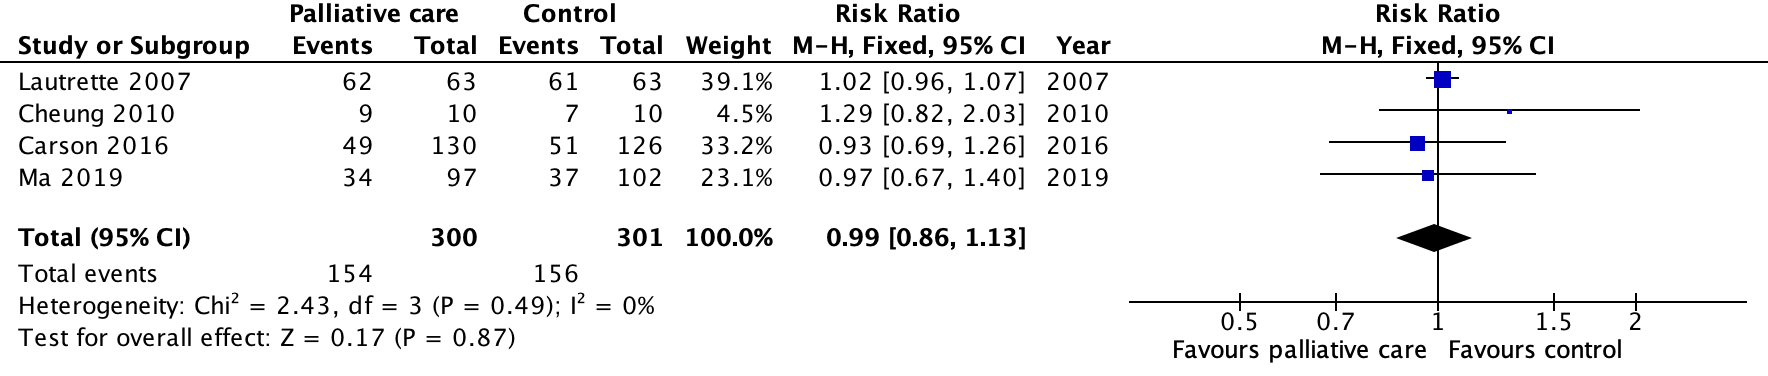 Palliative care Control Risk Ratio Risk Ratio
Study or Subgroup Events Total Events Total Weight M-H, Fixed, 95% CI Year M-H, Fixed, 95% CI
Lautrette 2007 62 63 61 63 39.1% 1.02 [0.96, 1.07] 2007
Cheung 2010 9 10 7 10 4.5% 1.29 [0.82, 2.03] 2010
Carson 2016 49 130 51 126 33.2% 0.93 [0.69, 1.26] 2016
Ma 2019 34 97 37 102 23.1% 0.97 [0.67, 1.40] 2019
Total (95% CI) 300 301 100.0% 0.99 [0.86, 1.13]
Total events 154 156
Heterogeneity: Chi² = 2.43, df = 3 (P = 0.49); I² = 0%
Test for overall effect: Z = 0.17 (P = 0.87)
0.5 0.7 1 1.5 2
Favours palliative care Favours control